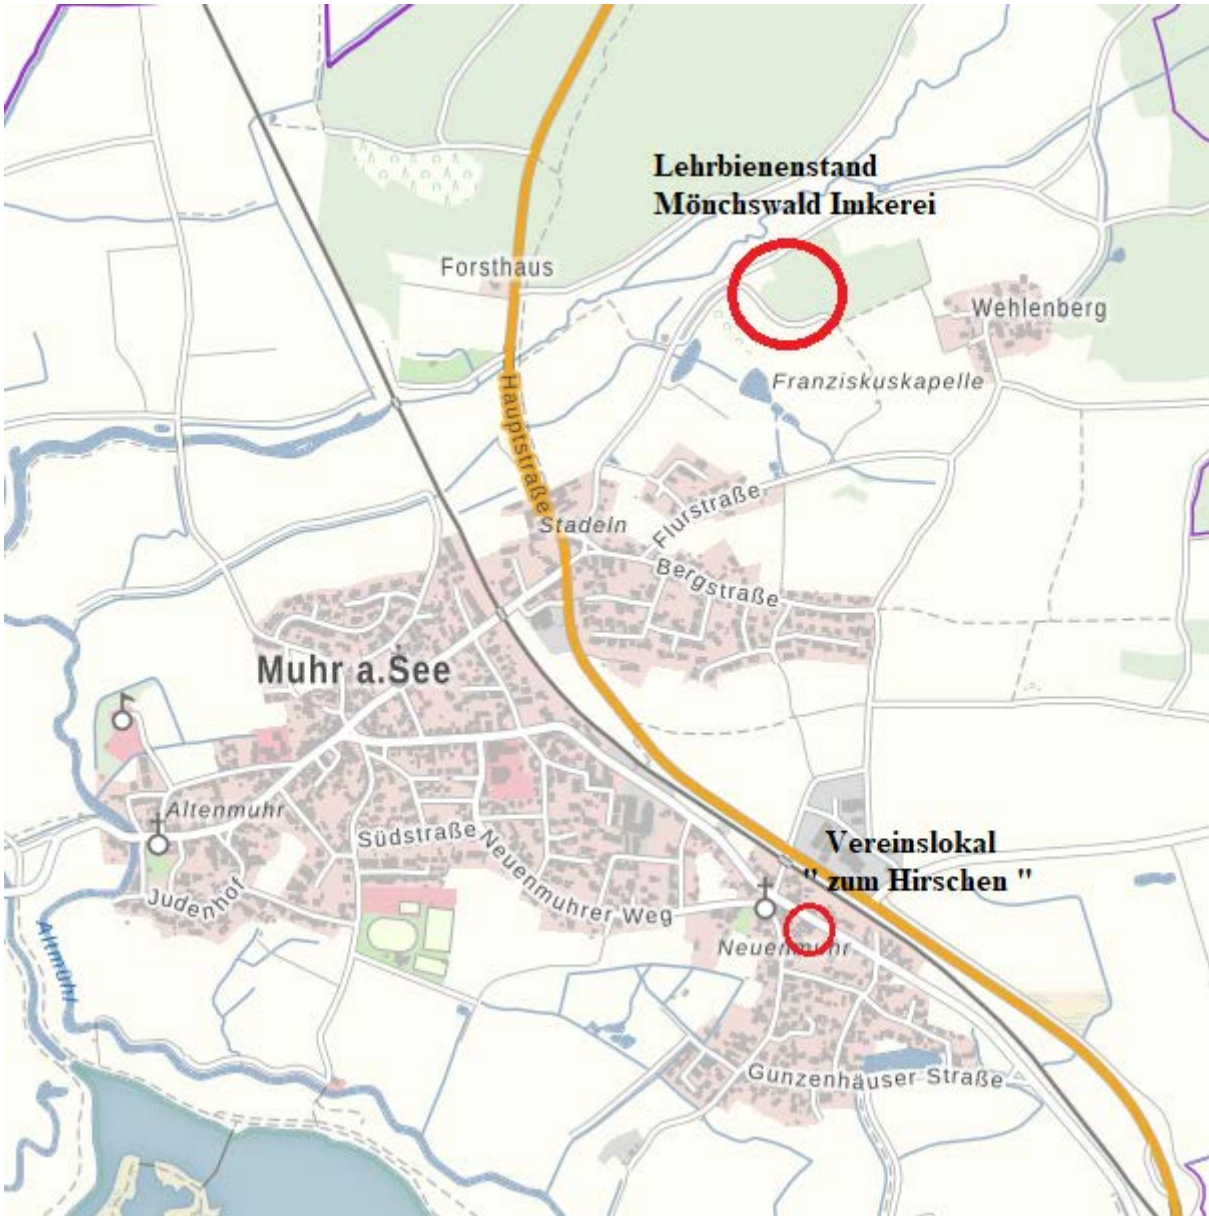 Lehrbienenstand
Mönchswald Imkerei
Forsthaus
Wehlenberg
Franziskuskapelle
Hauptstraße
Stadeln
Flurstraße
Bergstraße
Muhr a.See
Altenmuhr
Südstraße
Neuenmuhrer Weg
Judenhof
Vereinslokal
" zum Hirschen "
Neuenmuhr
Altmühl
Gunzenhäuser Straße